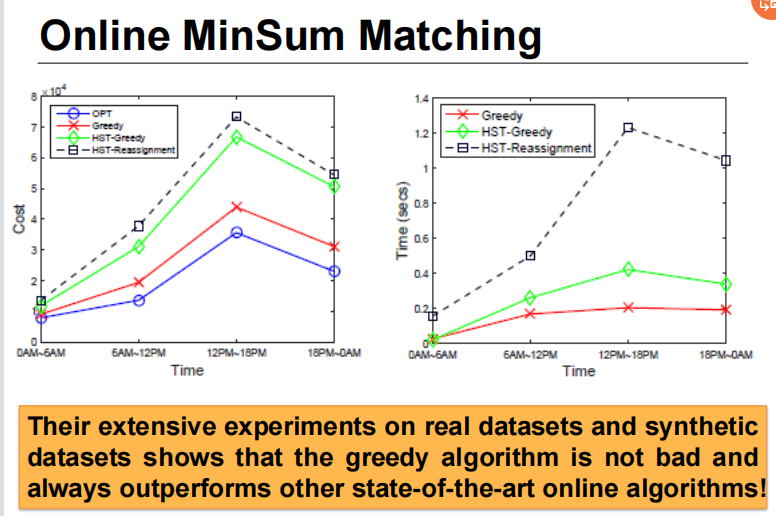 Online MinSum Matching
×10⁴
8
7
6
5
4
3
2
1
0
Cost
OPT
Greedy
HST-Greedy
HST-Reassignment
0AM~6AM 6AM~12PM 12PM~18PM 18PM~0AM
Time
1.4
1.2
1
0.8
0.6
0.4
0.2
0
Time (secs)
Greedy
HST-Greedy
HST-Reassignment
0AM~6AM 6AM~12PM 12PM~18PM 18PM~0AM
Time
Their extensive experiments on real datasets and synthetic
datasets shows that the greedy algorithm is not bad and
always outperforms other state-of-the-art online algorithms!